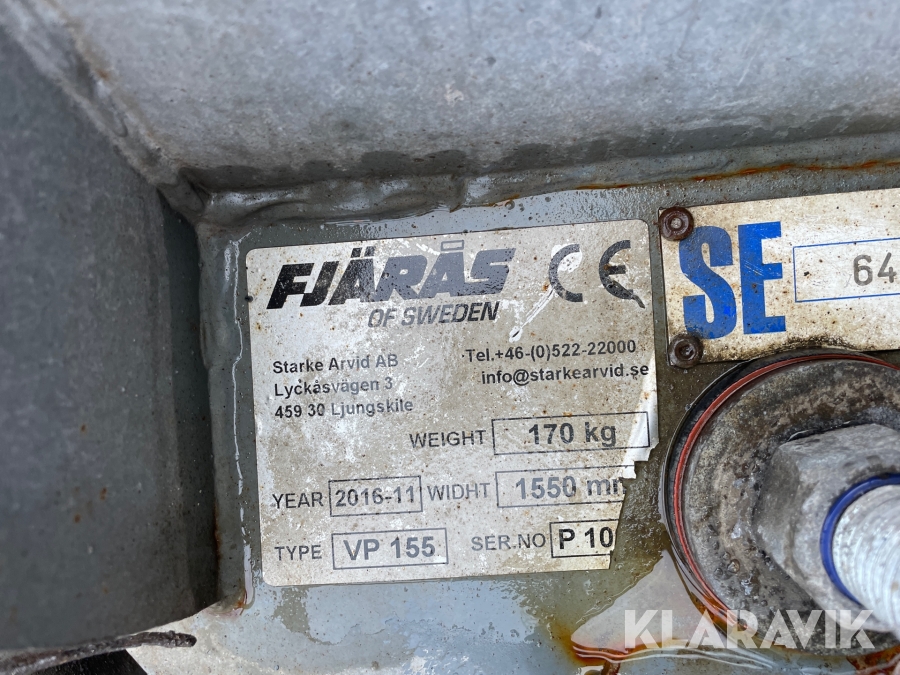 FJÄRÅS CE
OF SWEDEN
Starke Arvid AB Tel.+46-(0)522-22000
Lyckåsvägen 3 info@starkearvid.se
459 30 Ljungskile
WEIGHT 170 kg
YEAR 2016-11 WIDHT 1550 mm
TYPE VP 155 SER.NO P 10
SE 64
KLARAVIK